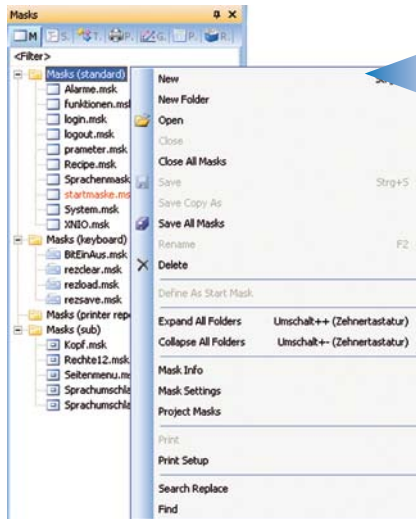 Masks
M S. T. P. G. P. R.
<Filter>
Masks (standard)
Alarme.msk
funktionen.msk
login.msk
logout.msk
prameter.msk
Recipe.msk
Sprachenmask
startmaske.ms
System.msk
XNIO.msk
Masks (keyboard)
BitEinAus.msk
rezclear.msk
rezload.msk
rezsave.msk
Masks (printer rep
Masks (sub)
Kopf.msk
Rechte12.msk
Seitenmenu.ms
Sprachumschla
Sprachumschla
New
New Folder
Open
Close
Close All Masks
Save Strg+S
Save Copy As
Save All Masks
Rename F2
Delete
Define As Start Mask
Expand All Folders Umschalt++ (Zehnertastatur)
Collapse All Folders Umschalt+- (Zehnertastatur)
Mask Info
Mask Settings
Project Masks
Print
Print Setup
Search Replace
Find